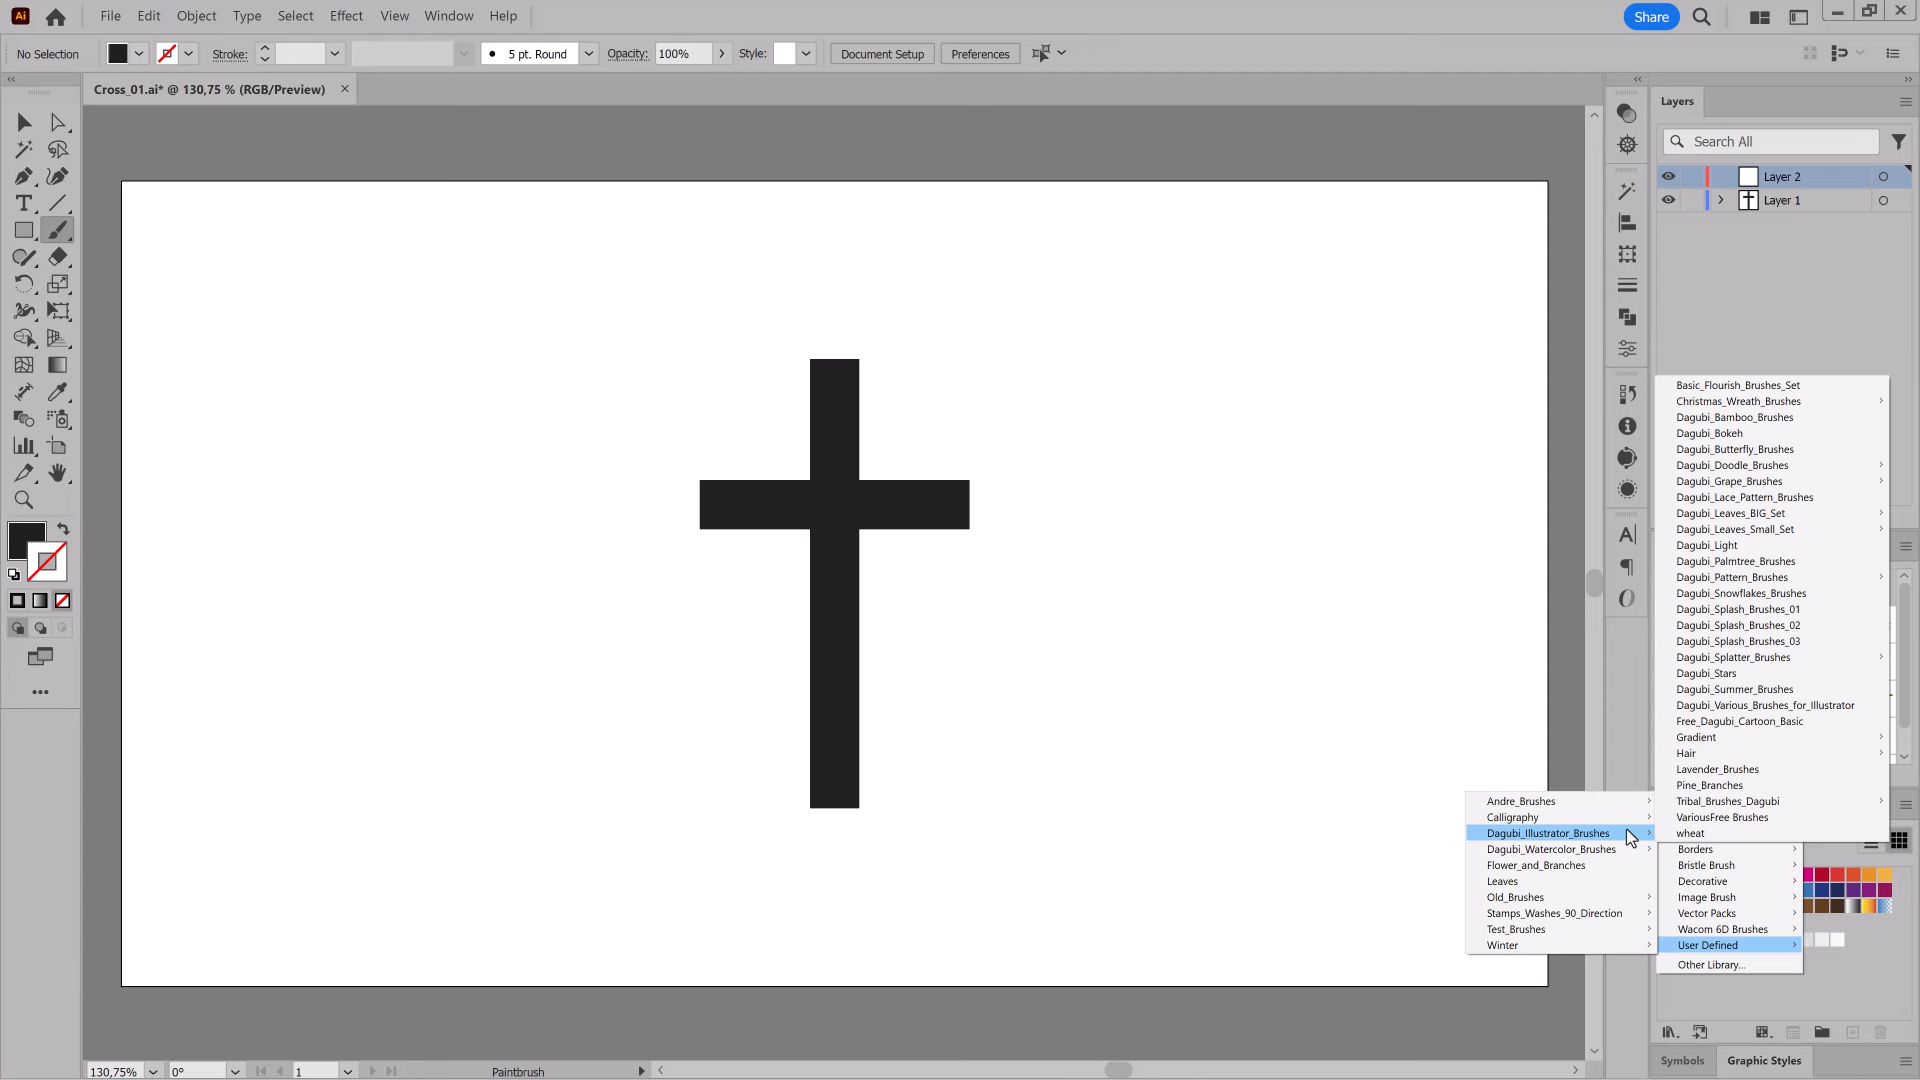 Ai
File Edit Object Type Select Effect View Window Help
Share
No Selection
Stroke:
5 pt. Round
Opacity: 100%
Style:
Document Setup
Preferences
Cross_01.ai* @ 130,75 % (RGB/Preview)
Layers
Search All
Layer 2
Layer 1
Basic_Flourish_Brushes_Set
Christmas_Wreath_Brushes
Dagubi_Bamboo_Brushes
Dagubi_Bokeh
Dagubi_Butterfly_Brushes
Dagubi_Doodle_Brushes
Dagubi_Grape_Brushes
Dagubi_Lace_Pattern_Brushes
Dagubi_Leaves_BIG_Set
Dagubi_Leaves_Small_Set
Dagubi_Light
Dagubi_Palmtree_Brushes
Dagubi_Pattern_Brushes
Dagubi_Snowflakes_Brushes
Dagubi_Splash_Brushes_01
Dagubi_Splash_Brushes_02
Dagubi_Splash_Brushes_03
Dagubi_Splatter_Brushes
Dagubi_Stars
Dagubi_Summer_Brushes
Dagubi_Various_Brushes_for_Illustrator
Free_Dagubi_Cartoon_Basic
Gradient
Hair
Lavender_Brushes
Pine_Branches
Tribal_Brushes_Dagubi
VariousFree Brushes
wheat
Andre_Brushes
Calligraphy
Dagubi_Illustrator_Brushes
Dagubi_Watercolor_Brushes
Flower_and_Branches
Leaves
Old_Brushes
Stamps_Washes_90_Direction
Test_Brushes
Winter
Borders
Bristle Brush
Decorative
Image Brush
Vector Packs
Wacom 6D Brushes
User Defined
Other Library...
Symbols
Graphic Styles
130,75%
0°
1
Paintbrush